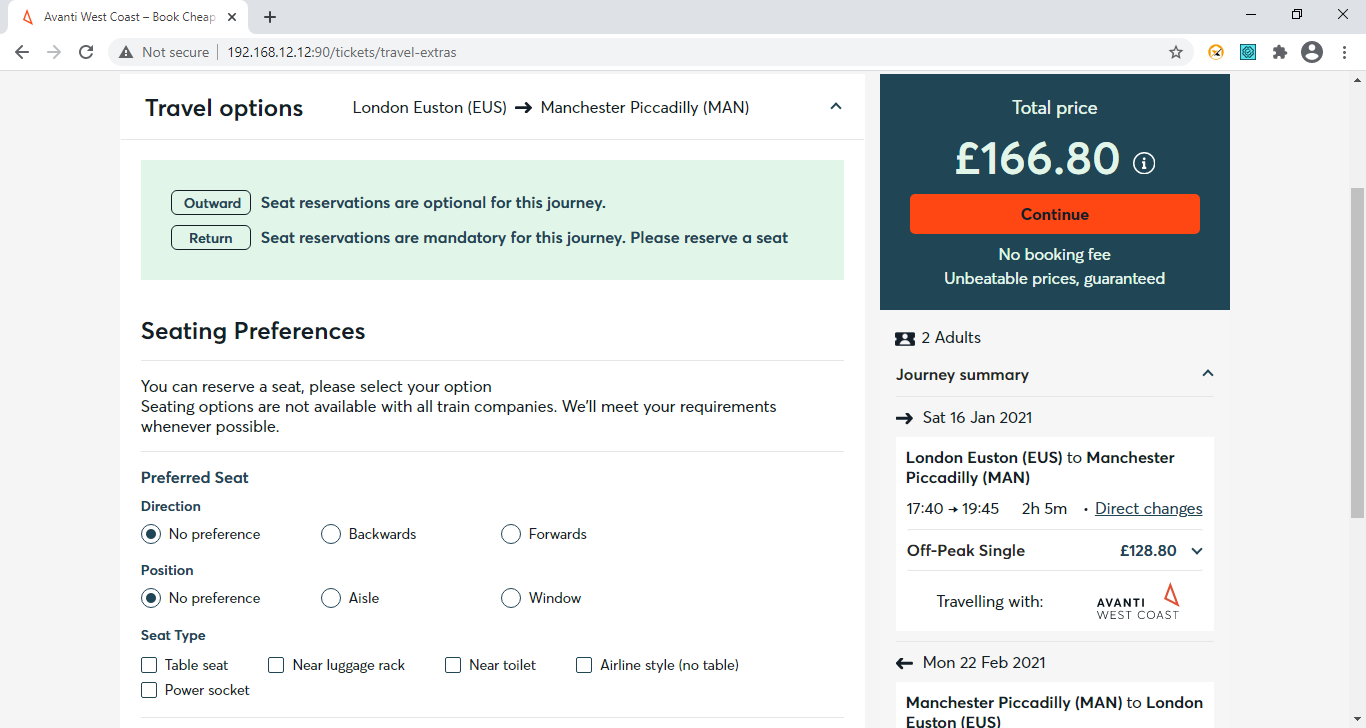 Avanti West Coast – Book Cheap
Not secure
192.168.12.12:90/tickets/travel-extras
Travel options
London Euston (EUS) → Manchester Piccadilly (MAN)
Outward Seat reservations are optional for this journey.
Return Seat reservations are mandatory for this journey. Please reserve a seat
Seating Preferences
You can reserve a seat, please select your option
Seating options are not available with all train companies. We'll meet your requirements
whenever possible.
Preferred Seat
Direction
No preference Backwards Forwards
Position
No preference Aisle Window
Seat Type
Table seat Near luggage rack Near toilet Airline style (no table)
Power socket
Total price
£166.80
Continue
No booking fee
Unbeatable prices, guaranteed
2 Adults
Journey summary
→ Sat 16 Jan 2021
London Euston (EUS) to Manchester
Piccadilly (MAN)
17:40 → 19:45 2h 5m · Direct changes
Off-Peak Single £128.80
Travelling with: AVANTI
WEST COAST
← Mon 22 Feb 2021
Manchester Piccadilly (MAN) to London
Euston (EUS)